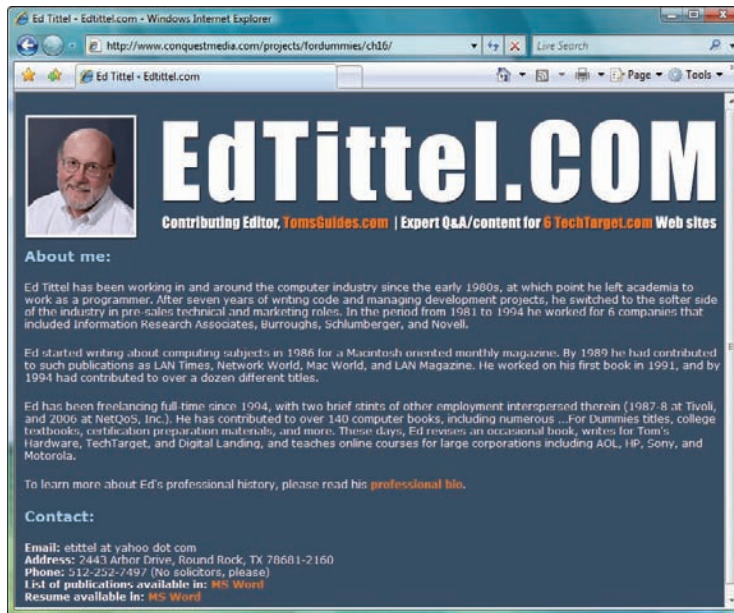 Ed Tittel - Edtittel.com - Windows Internet Explorer
http://www.conquestmedia.com/projects/fordummies/ch16/
Live Search
Ed Tittel - Edtittel.com
Page
Tools
EdTittel.COM
Contributing Editor, TomsGuides.com | Expert Q&A/content for 6 TechTarget.com Web sites
About me:
Ed Tittel has been working in and around the computer industry since the early 1980s, at which point he left academia to
work as a programmer. After seven years of writing code and managing development projects, he switched to the softer side
of the industry in pre-sales technical and marketing roles. In the period from 1981 to 1994 he worked for 6 companies that
included Information Research Associates, Burroughs, Schlumberger, and Novell.
Ed started writing about computing subjects in 1986 for a Macintosh oriented monthly magazine. By 1989 he had contributed
to such publications as LAN Times, Network World, Mac World, and LAN Magazine. He worked on his first book in 1991, and by
1994 had contributed to over a dozen different titles.
Ed has been freelancing full-time since 1994, with two brief stints of other employment interspersed therein (1987-8 at Tivoli,
and 2006 at NetQoS, Inc.). He has contributed to over 140 computer books, including numerous ...For Dummies titles, college
textbooks, certification preparation materials, and more. These days, Ed revises an occasional book, writes for Tom's
Hardware, TechTarget, and Digital Landing, and teaches online courses for large corporations including AOL, HP, Sony, and
Motorola.
To learn more about Ed's professional history, please read his professional bio.
Contact:
Email: etittel at yahoo dot com
Address: 2443 Arbor Drive, Round Rock, TX 78681-2160
Phone: 512-252-7497 (No solicitors, please)
List of publications available in: MS Word
Resume available in: MS Word